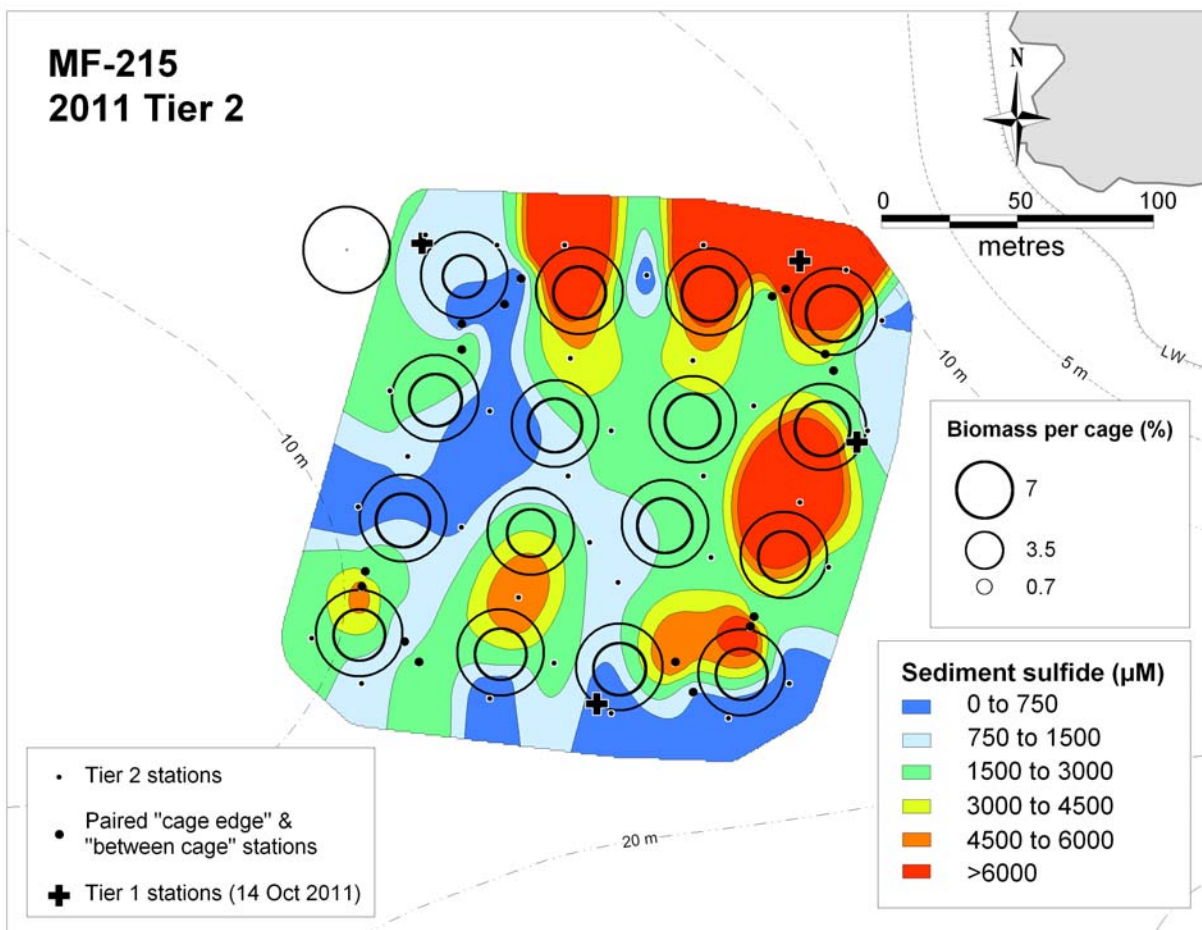 MF-215
2011 Tier 2
N
0 50 100
metres
LW
10 m
5 m
10 m
20 m
Biomass per cage (%)
7
3.5
0.7
Sediment sulfide (µM)
0 to 750
750 to 1500
1500 to 3000
3000 to 4500
4500 to 6000
>6000
Tier 2 stations
Paired "cage edge" &
"between cage" stations
Tier 1 stations (14 Oct 2011)